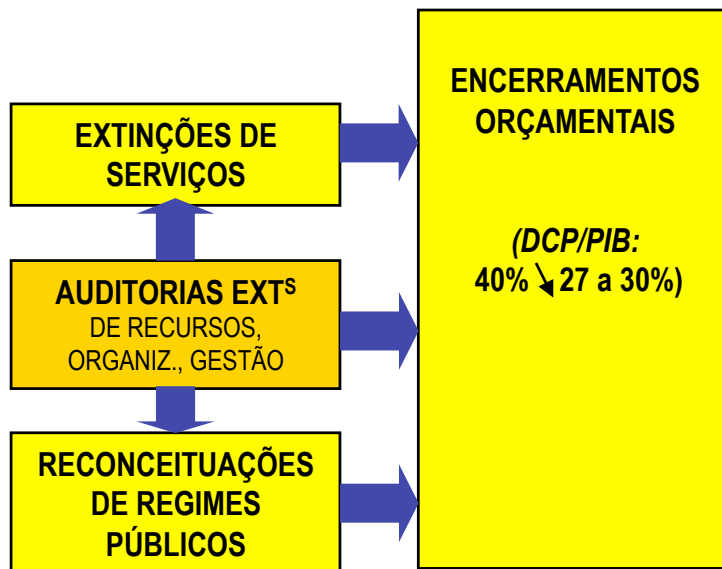 EXTINÇÕES DE
SERVIÇOS
AUDITORIAS EXTS
DE RECURSOS,
ORGANIZ., GESTÃO
RECONCEITUAÇÕES
DE REGIMES
PÚBLICOS
ENCERRAMENTOS
ORÇAMENTAIS
(DCP/PIB:
40% ↘ 27 a 30%)